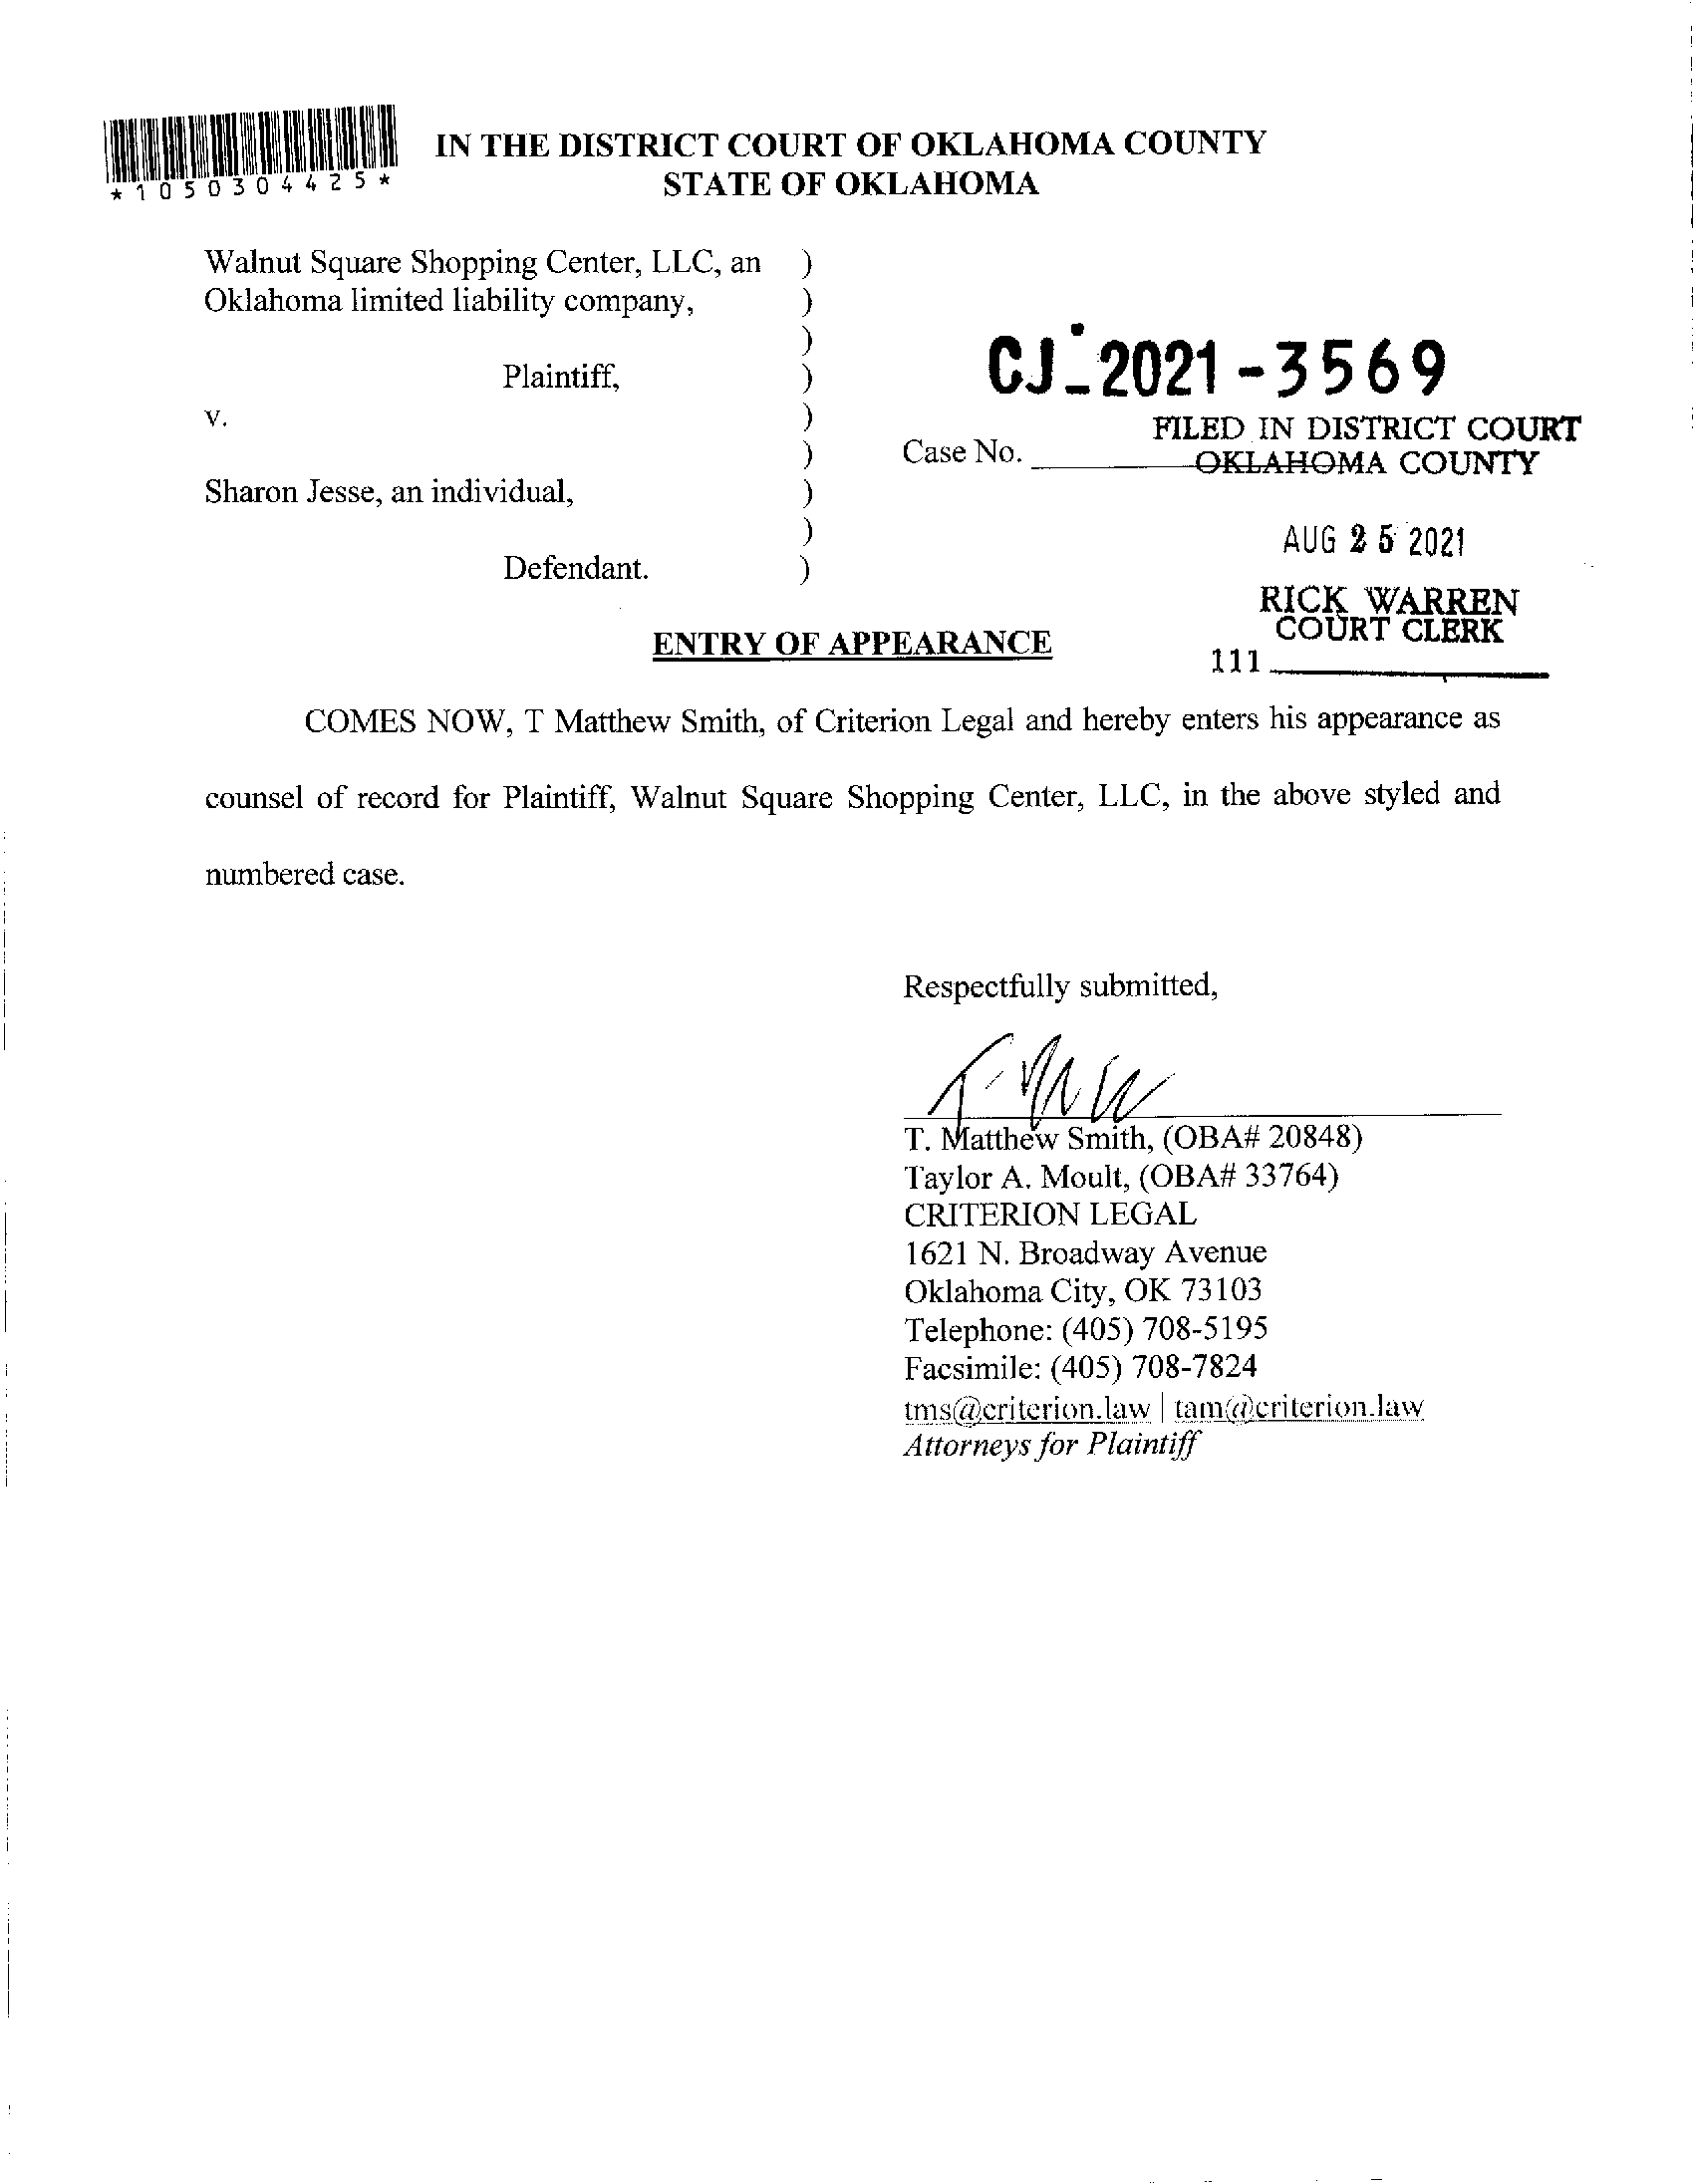 IN THE DISTRICT COURT OF OKLAHOMA COUNTY
*1050304425*
STATE OF OKLAHOMA
Walnut Square Shopping Center, LLC, an )
Oklahoma limited liability company, )
)
Plaintiff, )
v. )
)
Sharon Jesse, an individual, )
)
Defendant. )
CJ-2021-3569
FILED IN DISTRICT COURT
Case No. OKLAHOMA COUNTY
AUG 25 2021
RICK WARREN
COURT CLERK
111
ENTRY OF APPEARANCE
COMES NOW, T Matthew Smith, of Criterion Legal and hereby enters his appearance as
counsel of record for Plaintiff, Walnut Square Shopping Center, LLC, in the above styled and
numbered case.
Respectfully submitted,
T. Matthew Smith, (OBA# 20848)
Taylor A. Moult, (OBA# 33764)
CRITERION LEGAL
1621 N. Broadway Avenue
Oklahoma City, OK 73103
Telephone: (405) 708-5195
Facsimile: (405) 708-7824
tms@criterion.law | tam@criterion.law
Attorneys for Plaintiff